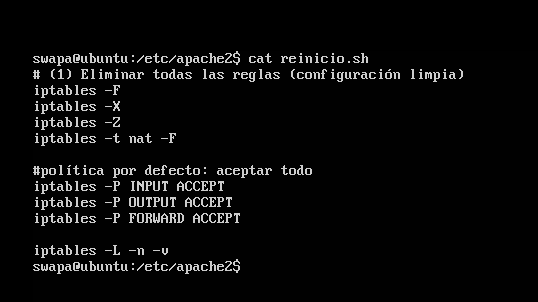 swapa@ubuntu:/etc/apache2$ cat reinicio.sh
# (1) Eliminar todas las reglas (configuración limpia)
iptables -F
iptables -X
iptables -Z
iptables -t nat -F
#política por defecto: aceptar todo
iptables -P INPUT ACCEPT
iptables -P OUTPUT ACCEPT
iptables -P FORWARD ACCEPT
iptables -L -n -v
swapa@ubuntu:/etc/apache2$